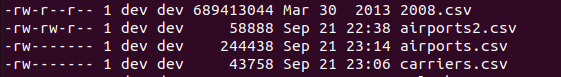 -rw-r--r-- 1 dev dev 689413044 Mar 30  2013 2008.csv
-rw-rw-r-- 1 dev dev     58888 Sep 21 22:38 airports2.csv
-rw------- 1 dev dev    244438 Sep 21 23:14 airports.csv
-rw------- 1 dev dev     43758 Sep 21 23:06 carriers.csv